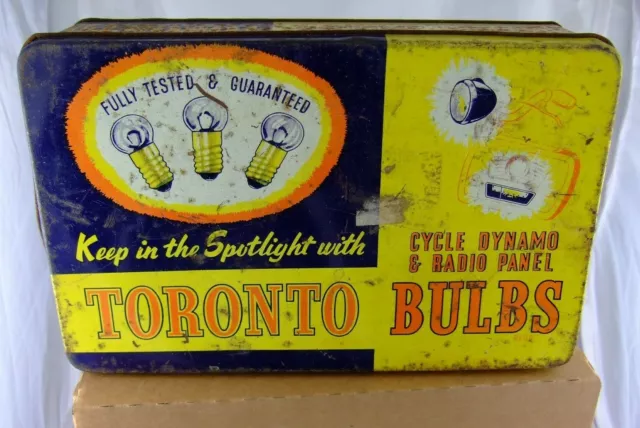 FULLY TESTED & GUARANTEED
Keep in the Spotlight with
CYCLE DYNAMO
& RADIO PANEL
TORONTO BULBS